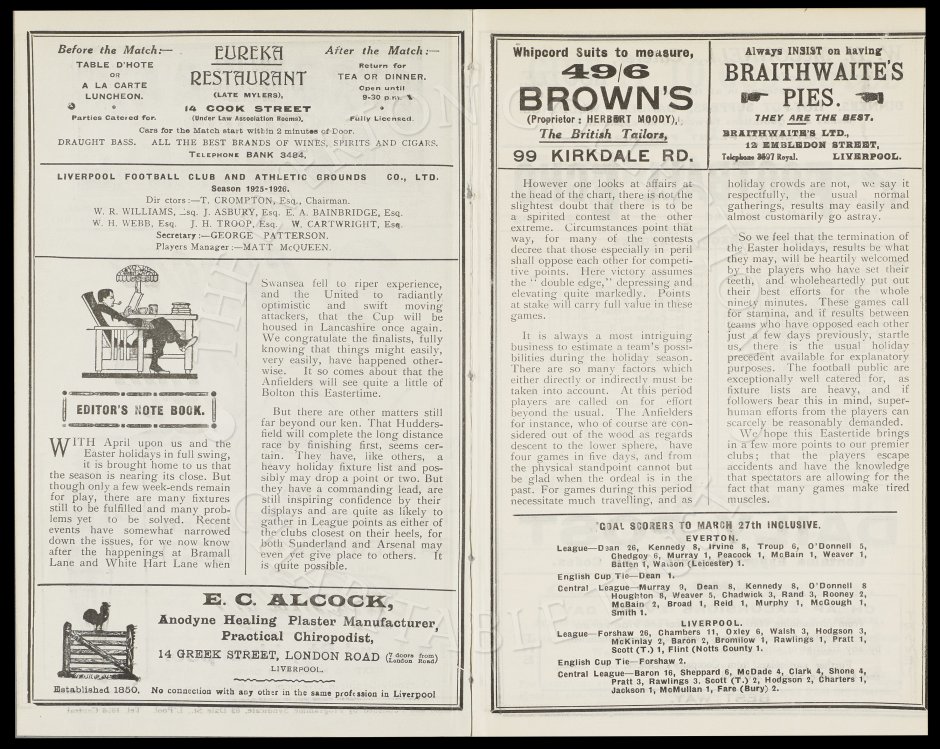 Before the Match:—
TABLE D'HOTE
OR
A LA CARTE
LUNCHEON.
Parties Catered for.
EUREKA
RESTAURANT
(LATE MYLERS),
14 COOK STREET
(Under Law Association Rooms),
After the Match:—
Return for
TEA OR DINNER.
Open until
9-30 p.m.
Fully Licensed.
Cars for the Match start within 2 minutes of Door.
DRAUGHT BASS. ALL THE BEST BRANDS OF WINES, SPIRITS AND CIGARS.
TELEPHONE BANK 3484.
LIVERPOOL FOOTBALL CLUB AND ATHLETIC GROUNDS CO., LTD.
Season 1925-1926.
Dir ctors:—T. CROMPTON, Esq., Chairman.
W. R. WILLIAMS, Esq. J. ASBURY, Esq. E. A. BAINBRIDGE, Esq.
W. H. WEBB, Esq. J. H. TROOP, Esq. W. CARTWRIGHT, Esq.
Secretary:—GEORGE PATTERSON.
Players Manager:—MATT McQUEEN.
EDITOR'S NOTE BOOK.
WITH April upon us and the
Easter holidays in full swing,
it is brought home to us that
the season is nearing its close. But
though only a few week-ends remain
for play, there are many fixtures
still to be fulfilled and many prob-
lems yet to be solved. Recent
events have somewhat narrowed
down the issues, for we now know
after the happenings at Bramall
Lane and White Hart Lane when
Swansea fell to riper experience,
and the United to radiantly
optimistic and swift moving
attackers, that the Cup will be
housed in Lancashire once again.
We congratulate the finalists, fully
knowing that things might easily,
very easily, have happened other-
wise. It so comes about that the
Anfielders will see quite a little of
Bolton this Eastertime.
But there are other matters still
far beyond our ken. That Hudders-
field will complete the long distance
race by finishing first, seems cer-
tain. They have, like others, a
heavy holiday fixture list and pos-
sibly may drop a point or two. But
they have a commanding lead, are
still inspiring confidence by their
displays and are quite as likely to
gather in League points as either of
the clubs closest on their heels, for
both Sunderland and Arsenal may
even yet give place to others. It
is quite possible.
E. C. ALCOCK,
Anodyne Healing Plaster Manufacturer,
Practical Chiropodist,
14 GREEK STREET, LONDON ROAD (7 doors from London Road)
LIVERPOOL.
Established 1850. No connection with any other in the same profession in Liverpool
Whipcord Suits to measure,
49/6
BROWN'S
(Proprietor: HERBERT MOODY),
The British Tailors,
99 KIRKDALE RD.
Always INSIST on having
BRAITHWAITE'S
PIES.
THEY ARE THE BEST.
BRAITHWAITE'S LTD.,
12 EMBLEDON STREET,
Telephone 3897 Royal. LIVERPOOL.
However one looks at affairs at
the head of the chart, there is not the
slightest doubt that there is to be
a spirited contest at the other
extreme. Circumstances point that
way, for many of the contests
decree that those especially in peril
shall oppose each other for competi-
tive points. Here victory assumes
the "double edge," depressing and
elevating quite markedly. Points
at stake will carry full value in these
games.
It is always a most intriguing
business to estimate a team's possi-
bilities during the holiday season.
There are so many factors which
either directly or indirectly must be
taken into account. At this period
players are called on for effort
beyond the usual. The Anfielders
for instance, who of course are con-
sidered out of the wood as regards
descent to the lower sphere, have
four games in five days, and from
the physical standpoint cannot but
be glad when the ordeal is in the
past. For games during this period
necessitate much travelling, and as
holiday crowds are not, we say it
respectfully, the usual normal
gatherings, results may easily and
almost customarily go astray.
So we feel that the termination of
the Easter holidays, results be what
they may, will be heartily welcomed
by the players who have set their
teeth, and wholeheartedly put out
their best efforts for the whole
ninety minutes. These games call
for stamina, and if results between
teams who have opposed each other
just a few days previously, startle
us, there is the usual holiday
precedent available for explanatory
purposes. The football public are
exceptionally well catered for, as
fixture lists are heavy, and if
followers bear this in mind, super-
human efforts from the players can
scarcely be reasonably demanded.
We hope this Eastertide brings
in a few more points to our premier
clubs; that the players escape
accidents and have the knowledge
that spectators are allowing for the
fact that many games make tired
muscles.
GOAL SCORERS TO MARCH 27th INCLUSIVE.
EVERTON.
League—Dean 26, Kennedy 8, Irvine 8, Troup 6, O'Donnell 5,
Chedgoy 6, Murray 1, Peacock 1, McBain 1, Weaver 1,
Batten 1, Watson (Leicester) 1.
English Cup Tie—Dean 1.
Central League—Murray 9, Dean 8, Kennedy 8, O'Donnell 8
Houghton 8, Weaver 5, Chadwick 3, Rand 3, Rooney 2,
McBain 2, Broad 1, Reid 1, Murphy 1, McGough 1,
Smith 1.
LIVERPOOL.
League—Forshaw 26, Chambers 11, Oxley 6, Walsh 3, Hodgson 3,
McKinlay 2, Baron 2, Bromilow 1, Rawlings 1, Pratt 1,
Scott (T.) 1, Flint (Notts County 1.
English Cup Tie—Forshaw 2.
Central League—Baron 16, Sheppard 6, McDade 4, Clark 4, Shone 4,
Pratt 3, Rawlings 3. Scott (T.) 2, Hodgson 2, Charters 1,
Jackson 1, McMullan 1, Fare (Bury) 2.